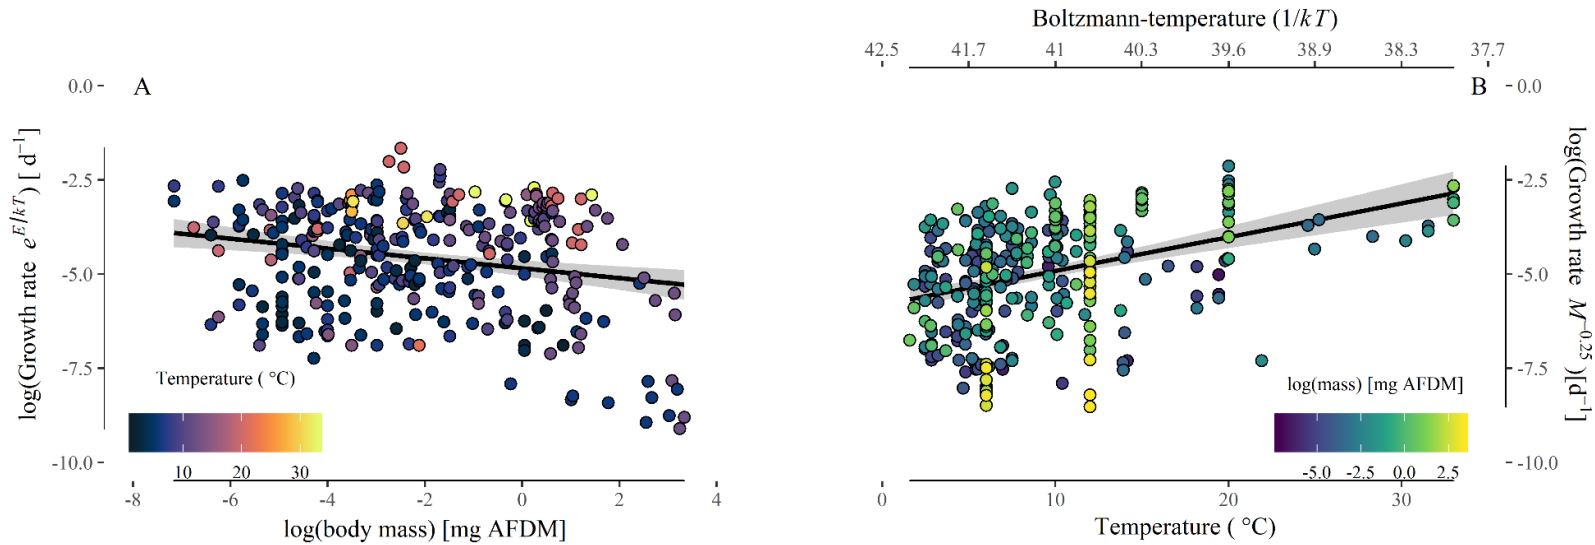 A
0.0
-2.5
-5.0
-7.5
-10.0
log(Growth rate e^{E/kT}) [ d⁻¹]
Temperature ( °C)
10 20 30
-8 -6 -4 -2 0 2 4
log(body mass) [mg AFDM]
Boltzmann-temperature (1/kT)
42.5 41.7 41 40.3 39.6 38.9 38.3 37.7
B
0.0
-2.5
-5.0
-7.5
-10.0
log(Growth rate M^{-0.25})[d⁻¹]
log(mass) [mg AFDM]
-5.0 -2.5 0.0 2.5
0 10 20 30
Temperature ( °C)